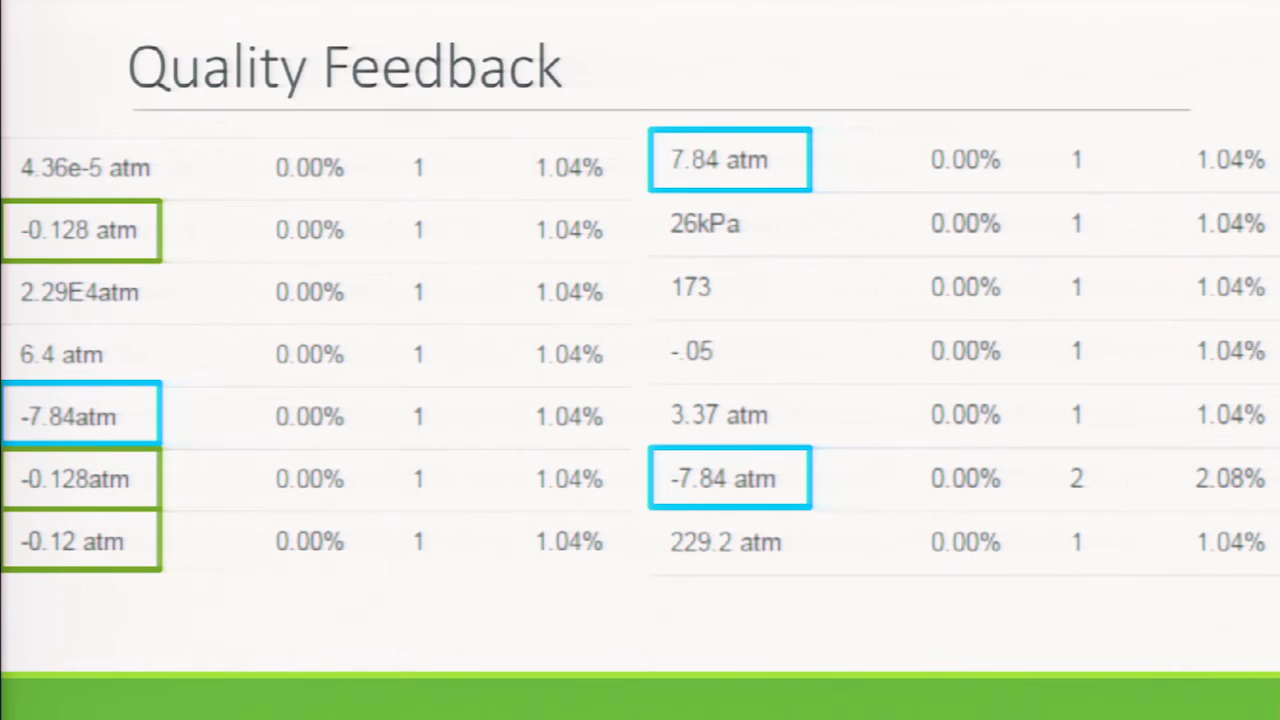 Quality Feedback
4.36e-5 atm 0.00% 1 1.04%
-0.128 atm 0.00% 1 1.04%
2.29E4atm 0.00% 1 1.04%
6.4 atm 0.00% 1 1.04%
-7.84atm 0.00% 1 1.04%
-0.128atm 0.00% 1 1.04%
-0.12 atm 0.00% 1 1.04%
7.84 atm 0.00% 1 1.04%
26kPa 0.00% 1 1.04%
173 0.00% 1 1.04%
-.05 0.00% 1 1.04%
3.37 atm 0.00% 1 1.04%
-7.84 atm 0.00% 2 2.08%
229.2 atm 0.00% 1 1.04%